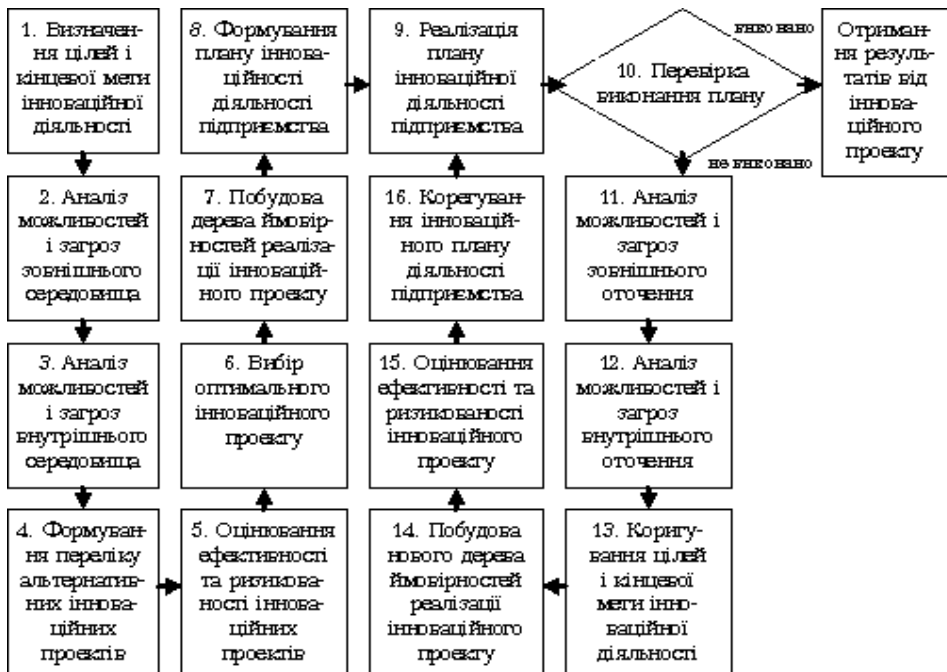 1. Визначен-
ня цілей і
кінцевої мети
інноваційної
діяльності
2. Аналіз
можливостей
і загроз
зовнішнього
середовища
3. Аналіз
можливостей
і загроз
внутрішнього
середовища
4. Формуван-
ня переліку
альтернатив-
них іннова-
ційних
проектів
5. Оцінювання
ефективності
та ризикова-
ності іннова-
ційних
проектів
6. Вибір
оптимального
інноваційного
проекту
7. Побудова
дерева ймовір-
ностей реалі-
зації інновацій-
ного проекту
8. Формування
плану іннова-
ційності
діяльності
підприємства
9. Реалізація
плану
інноваційної
діяльності
підприємства
10. Перевірка
виконання плану
виконано
Отриман-
ня резуль-
татів від
іннова-
ційного
проекту
не виковано
11. Аналіз
можливостей і
загроз
зовнішнього
оточення
12. Аналіз
можливостей і
загроз
внутрішнього
оточення
13. Коригу-
вання цілей
і кінцевої
мети інно-
ваційної
діяльності
14. Побудова
нового дерева
ймовірностей
реалізації
інноваційного
проекту
15. Оцінювання
ефективності та
ризикованості
інноваційного
проекту
16. Корегуван-
ня інновацій-
ного плану
діяльності
підприємства